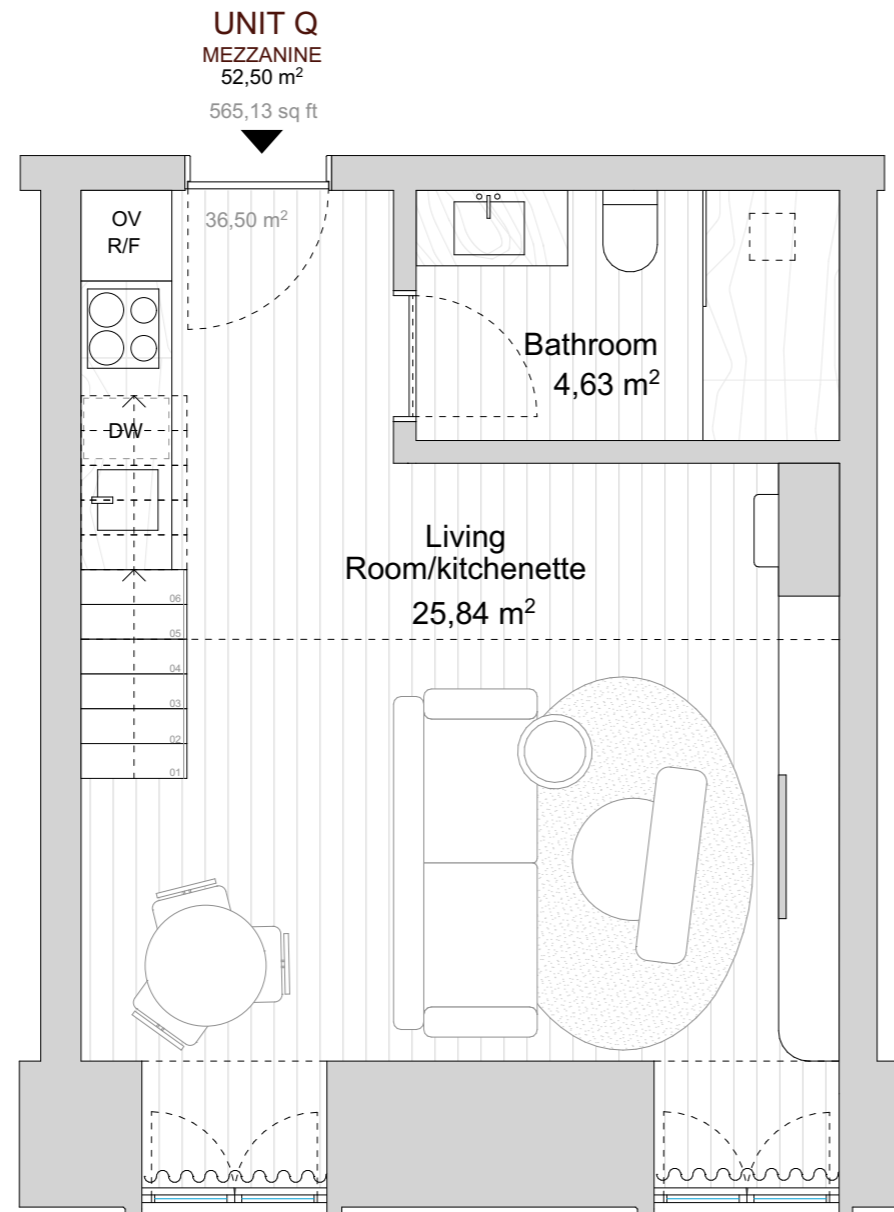 UNIT Q
MEZZANINE
52,50 m²
565,13 sq ft
OV
R/F
36,50 m²
Bathroom
4,63 m²
DW
Living
Room/kitchenette
25,84 m²
06
05
04
03
02
01